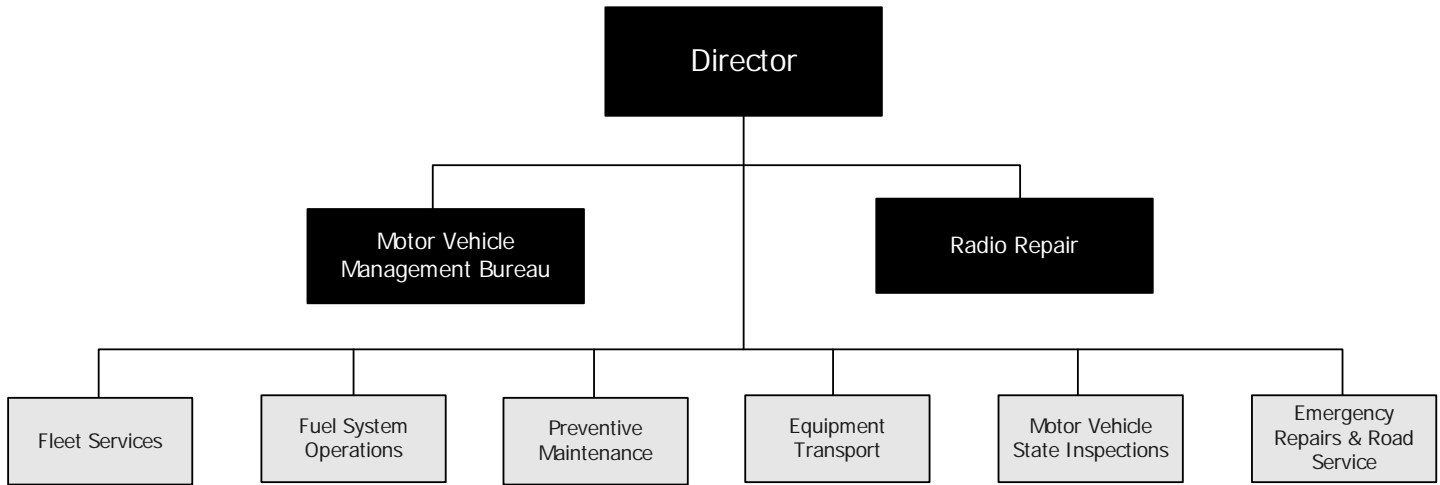 Director
Motor Vehicle
Management Bureau
Radio Repair
Fleet Services
Fuel System
Operations
Preventive
Maintenance
Equipment
Transport
Motor Vehicle
State Inspections
Emergency
Repairs & Road
Service